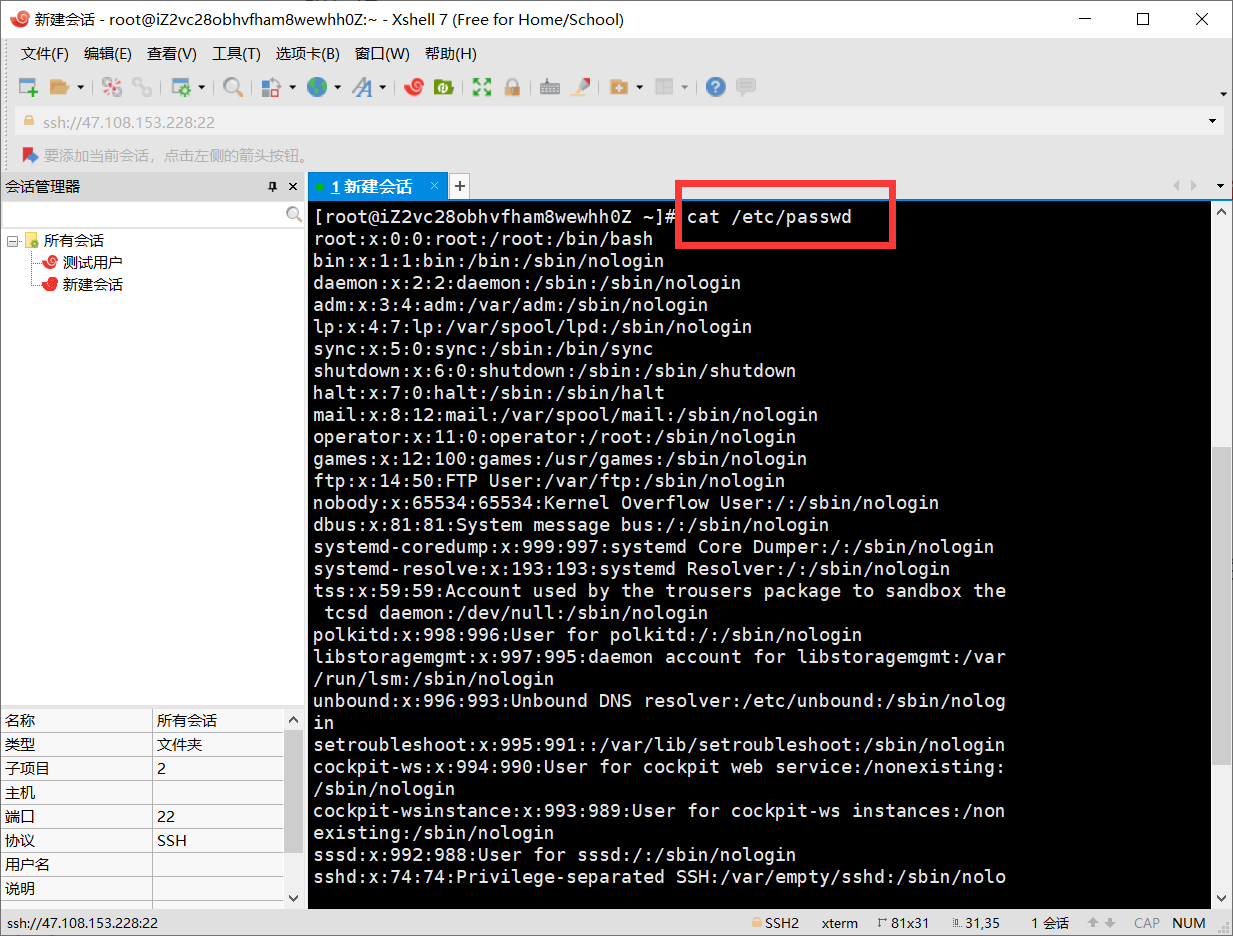 新建会话 - root@iZ2vc28obhvfham8wewhh0Z:~ - Xshell 7 (Free for Home/School)
文件(F) 编辑(E) 查看(V) 工具(T) 选项卡(B) 窗口(W) 帮助(H)
ssh://47.108.153.228:22
要添加当前会话，点击左侧的箭头按钮。
会话管理器
所有会话
测试用户
新建会话
名称 所有会话
类型 文件夹
子项目 2
主机
端口 22
协议 SSH
用户名
说明
1 新建会话
[root@iZ2vc28obhvfham8wewhh0Z ~]# cat /etc/passwd
root:x:0:0:root:/root:/bin/bash
bin:x:1:1:bin:/bin:/sbin/nologin
daemon:x:2:2:daemon:/sbin:/sbin/nologin
adm:x:3:4:adm:/var/adm:/sbin/nologin
lp:x:4:7:lp:/var/spool/lpd:/sbin/nologin
sync:x:5:0:sync:/sbin:/bin/sync
shutdown:x:6:0:shutdown:/sbin:/sbin/shutdown
halt:x:7:0:halt:/sbin:/sbin/halt
mail:x:8:12:mail:/var/spool/mail:/sbin/nologin
operator:x:11:0:operator:/root:/sbin/nologin
games:x:12:100:games:/usr/games:/sbin/nologin
ftp:x:14:50:FTP User:/var/ftp:/sbin/nologin
nobody:x:65534:65534:Kernel Overflow User:/:/sbin/nologin
dbus:x:81:81:System message bus:/:/sbin/nologin
systemd-coredump:x:999:997:systemd Core Dumper:/:/sbin/nologin
systemd-resolve:x:193:193:systemd Resolver:/:/sbin/nologin
tss:x:59:59:Account used by the trousers package to sandbox the
 tcsd daemon:/dev/null:/sbin/nologin
polkitd:x:998:996:User for polkitd:/:/sbin/nologin
libstoragemgmt:x:997:995:daemon account for libstoragemgmt:/var
/run/lsm:/sbin/nologin
unbound:x:996:993:Unbound DNS resolver:/etc/unbound:/sbin/nolog
in
setroubleshoot:x:995:991::/var/lib/setroubleshoot:/sbin/nologin
cockpit-ws:x:994:990:User for cockpit web service:/nonexisting:
/sbin/nologin
cockpit-wsinstance:x:993:989:User for cockpit-ws instances:/non
existing:/sbin/nologin
sssd:x:992:988:User for sssd:/:/sbin/nologin
sshd:x:74:74:Privilege-separated SSH:/var/empty/sshd:/sbin/nolo
ssh://47.108.153.228:22 SSH2 xterm 81x31 31,35 1 会话 CAP NUM